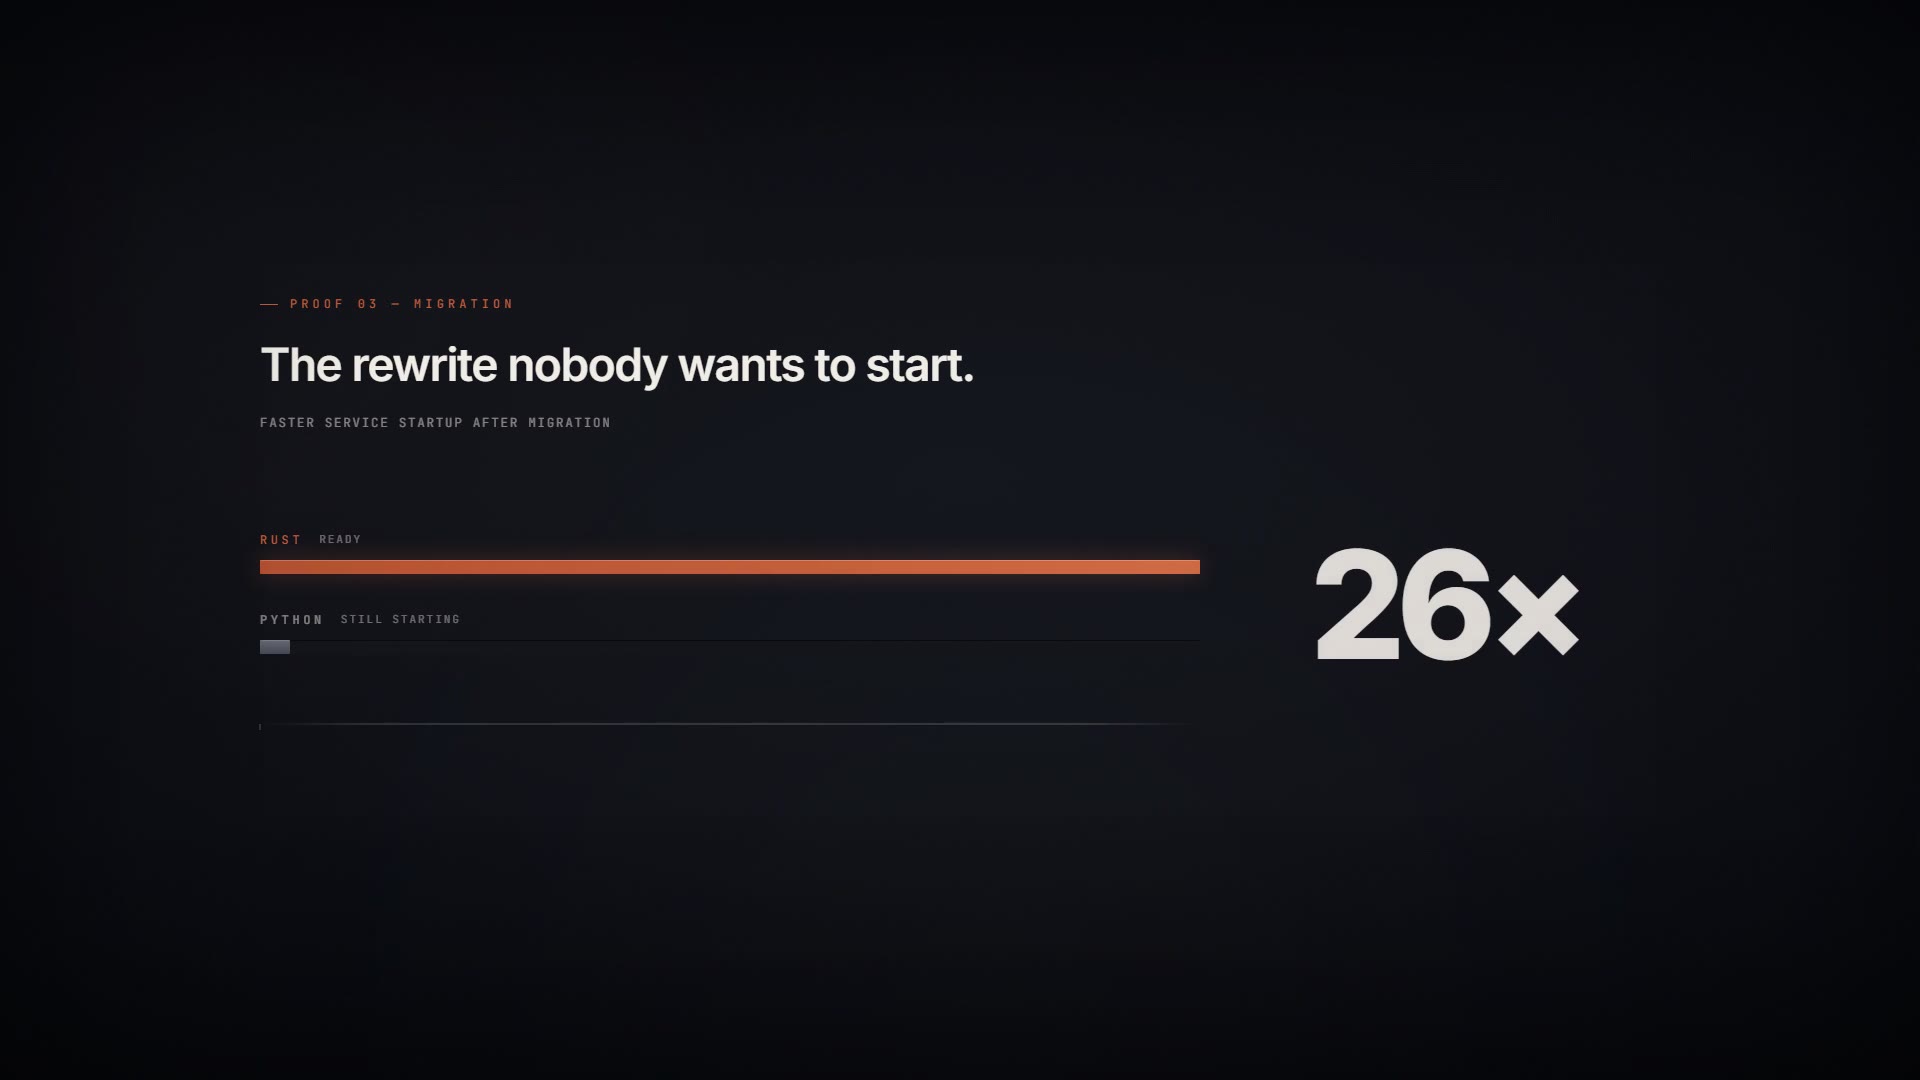 PROOF 03 — MIGRATION
The rewrite nobody wants to start.
FASTER SERVICE STARTUP AFTER MIGRATION
RUST READY
PYTHON STILL STARTING
26×